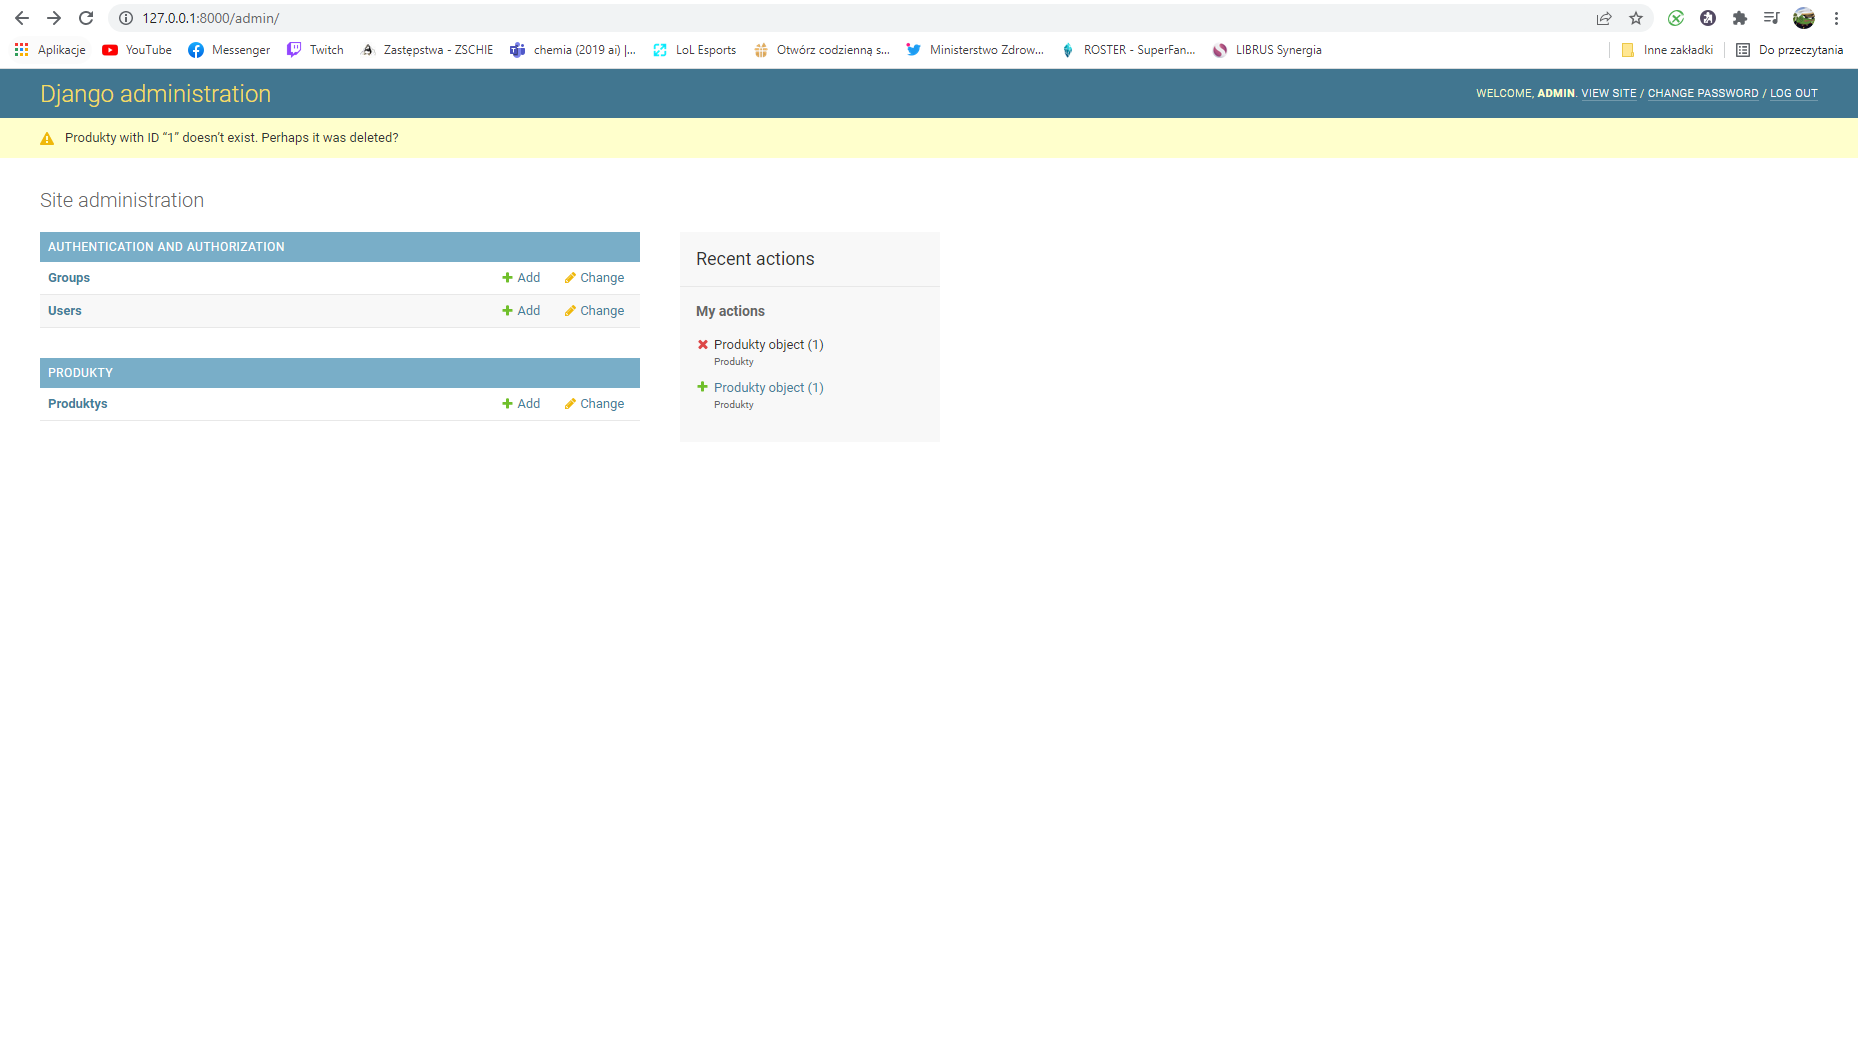 127.0.0.1:8000/admin/
Aplikacje YouTube Messenger Twitch Zastępstwa - ZSCHIE chemia (2019 ai) |... LoL Esports Otwórz codzienną s... Ministerstwo Zdrow... ROSTER - SuperFan... LIBRUS Synergia Inne zakładki Do przeczytania
Django administration WELCOME, ADMIN. VIEW SITE / CHANGE PASSWORD / LOG OUT
Produkty with ID “1” doesn’t exist. Perhaps it was deleted?
Site administration
AUTHENTICATION AND AUTHORIZATION
Groups Add Change
Users Add Change
PRODUKTY
Produktys Add Change
Recent actions
My actions
Produkty object (1)
Produkty
Produkty object (1)
Produkty